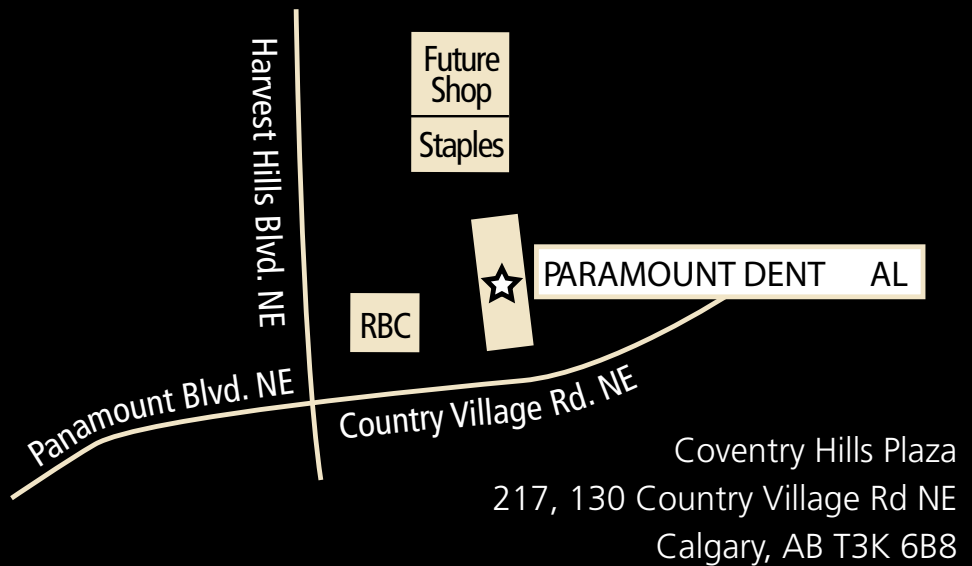 Future
Shop
Staples
Harvest Hills Blvd. NE
PARAMOUNT DENT AL
RBC
Panamount Blvd. NE
Country Village Rd. NE
Coventry Hills Plaza
217, 130 Country Village Rd NE
Calgary, AB T3K 6B8